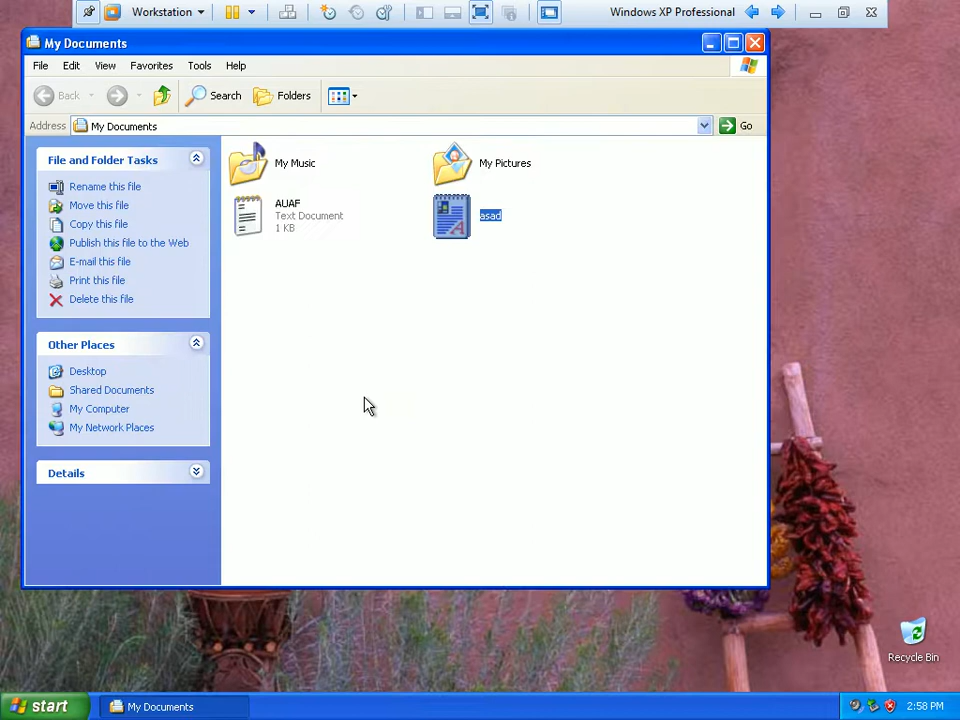 Workstation
Windows XP Professional
My Documents
File Edit View Favorites Tools Help
Back Search Folders
Address My Documents Go
File and Folder Tasks
Rename this file
Move this file
Copy this file
Publish this file to the Web
E-mail this file
Print this file
Delete this file
Other Places
Desktop
Shared Documents
My Computer
My Network Places
Details
My Music
My Pictures
AUAF
Text Document
1 KB
asad
Recycle Bin
start
My Documents
2:58 PM